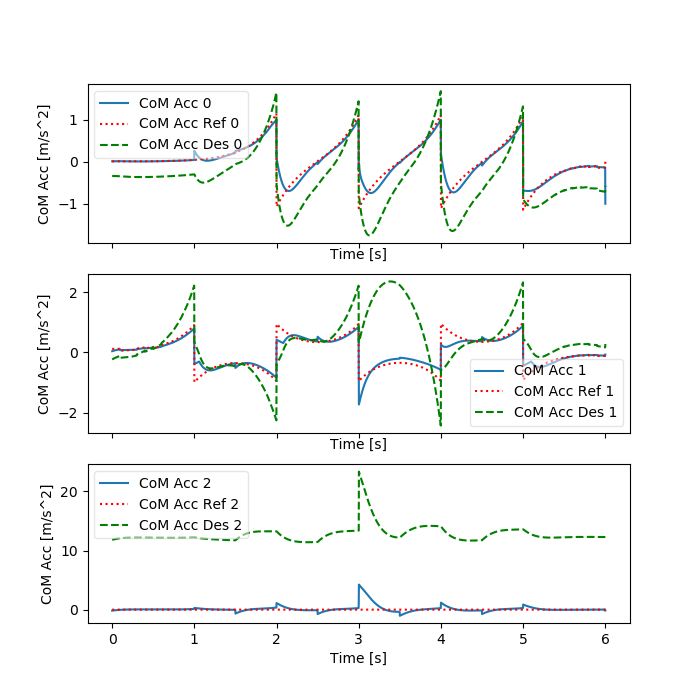 CoM Acc [m/s^2]
1
0
−1
CoM Acc 0
CoM Acc Ref 0
CoM Acc Des 0
Time [s]
CoM Acc [m/s^2]
2
0
−2
CoM Acc 1
CoM Acc Ref 1
CoM Acc Des 1
Time [s]
CoM Acc [m/s^2]
20
10
0
CoM Acc 2
CoM Acc Ref 2
CoM Acc Des 2
0 1 2 3 4 5 6
Time [s]